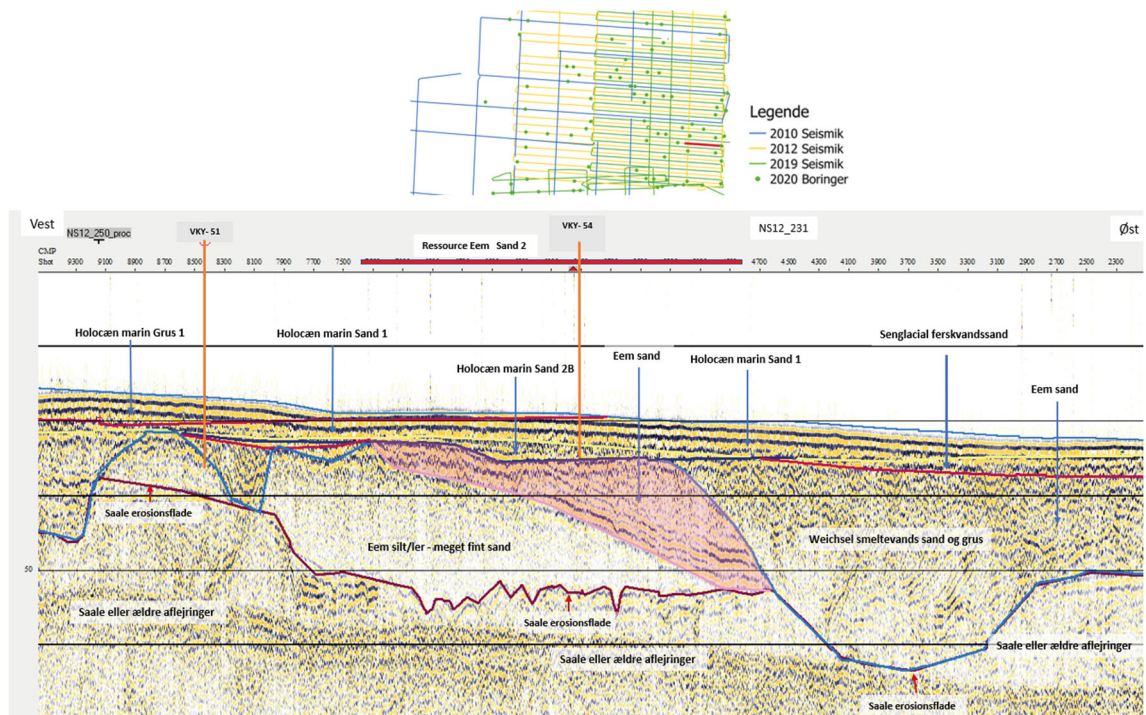 Legende
2010 Seismik
2012 Seismik
2019 Seismik
2020 Boringer
Vest
NS12_250_proc
VKY- 51
VKY- 54
NS12_231
Øst
Ressource Eem Sand 2
CMP
Shot
9300 9100 8900 8700 8500 8300 8100 7900 7700 4700 4500 4300 4100 3900 3700 3500 3300 3100 2900 2700 2500 2300
Holocæn marin Grus 1
Holocæn marin Sand 1
Senglacial ferskvandssand
Eem sand
Holocæn marin Sand 1
Holocæn marin Sand 2B
Eem sand
Saale erosionsflade
Eem silt/ler - meget fint sand
Weichsel smeltevands sand og grus
50
Saale eller ældre aflejringer
Saale erosionsflade
Saale eller ældre aflejringer
Saale eller ældre aflejringer
Saale erosionsflade